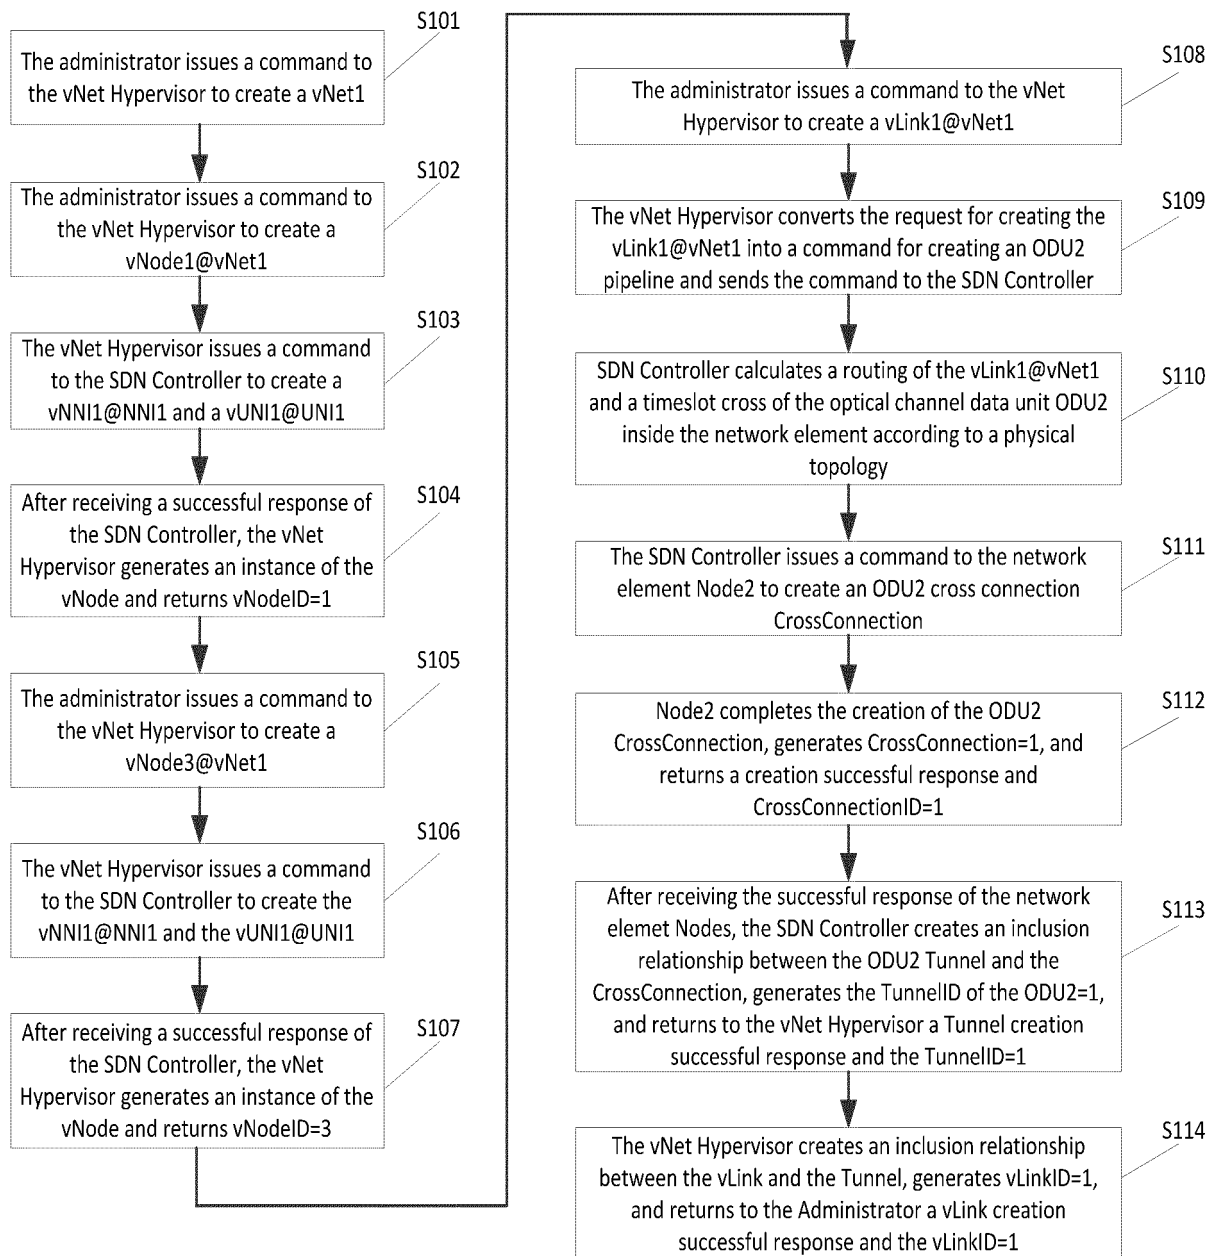 S101
The administrator issues a command to
the vNet Hypervisor to create a vNet1
S102
The administrator issues a command to
the vNet Hypervisor to create a
vNode1@vNet1
S103
The vNet Hypervisor issues a command
to the SDN Controller to create a
vNNI1@NNI1 and a vUNI1@UNI1
S104
After receiving a successful response of
the SDN Controller, the vNet
Hypervisor generates an instance of the
vNode and returns vNodeID=1
S105
The administrator issues a command to
the vNet Hypervisor to create a
vNode3@vNet1
S106
The vNet Hypervisor issues a command
to the SDN Controller to create the
vNNI1@NNI1 and the vUNI1@UNI1
S107
After receiving a successful response of
the SDN Controller, the vNet
Hypervisor generates an instance of the
vNode and returns vNodeID=3
S108
The administrator issues a command to the vNet
Hypervisor to create a vLink1@vNet1
S109
The vNet Hypervisor converts the request for creating the
vLink1@vNet1 into a command for creating an ODU2
pipeline and sends the command to the SDN Controller
S110
SDN Controller calculates a routing of the vLink1@vNet1
and a timeslot cross of the optical channel data unit ODU2
inside the network element according to a physical
topology
S111
The SDN Controller issues a command to the network
element Node2 to create an ODU2 cross connection
CrossConnection
S112
Node2 completes the creation of the ODU2
CrossConnection, generates CrossConnection=1, and
returns a creation successful response and
CrossConnectionID=1
S113
After receiving the successful response of the network
elemet Nodes, the SDN Controller creates an inclusion
relationship between the ODU2 Tunnel and the
CrossConnection, generates the TunnelID of the ODU2=1,
and returns to the vNet Hypervisor a Tunnel creation
successful response and the TunnelID=1
S114
The vNet Hypervisor creates an inclusion relationship
between the vLink and the Tunnel, generates vLinkID=1,
and returns to the Administrator a vLink creation
successful response and the vLinkID=1